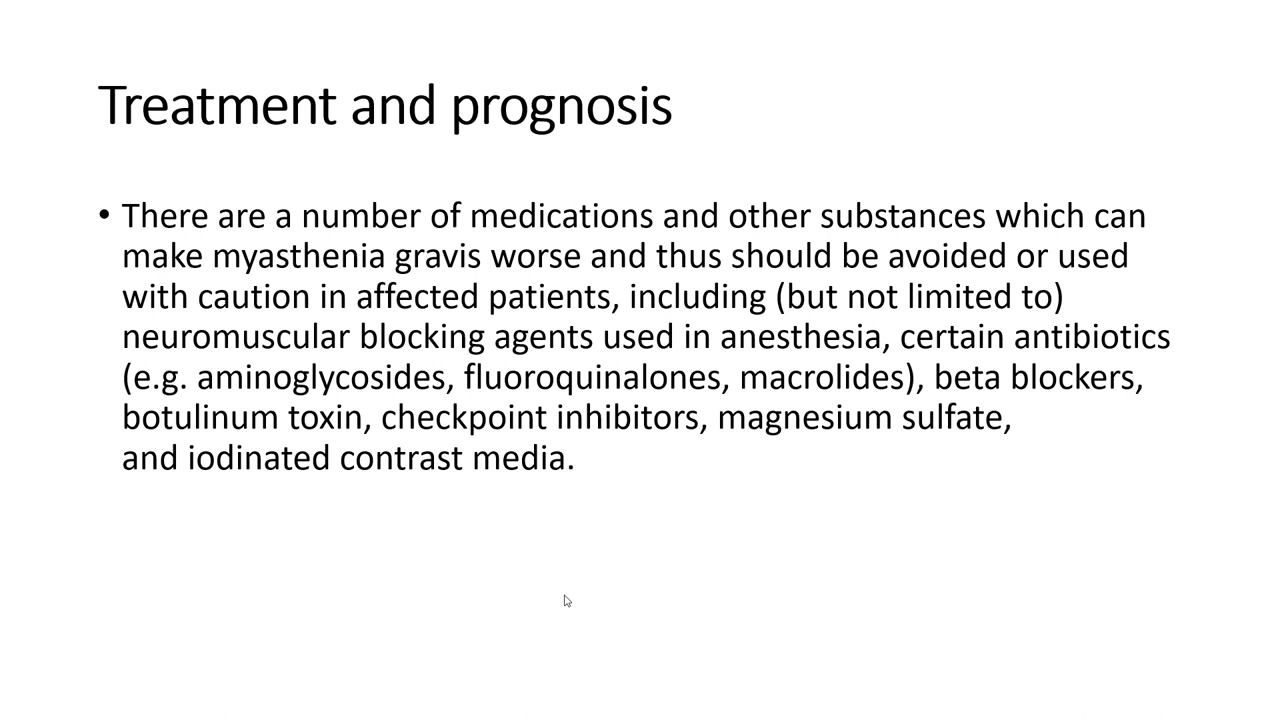 Treatment and prognosis
• There are a number of medications and other substances which can
make myasthenia gravis worse and thus should be avoided or used
with caution in affected patients, including (but not limited to)
neuromuscular blocking agents used in anesthesia, certain antibiotics
(e.g. aminoglycosides, fluoroquinalones, macrolides), beta blockers,
botulinum toxin, checkpoint inhibitors, magnesium sulfate,
and iodinated contrast media.